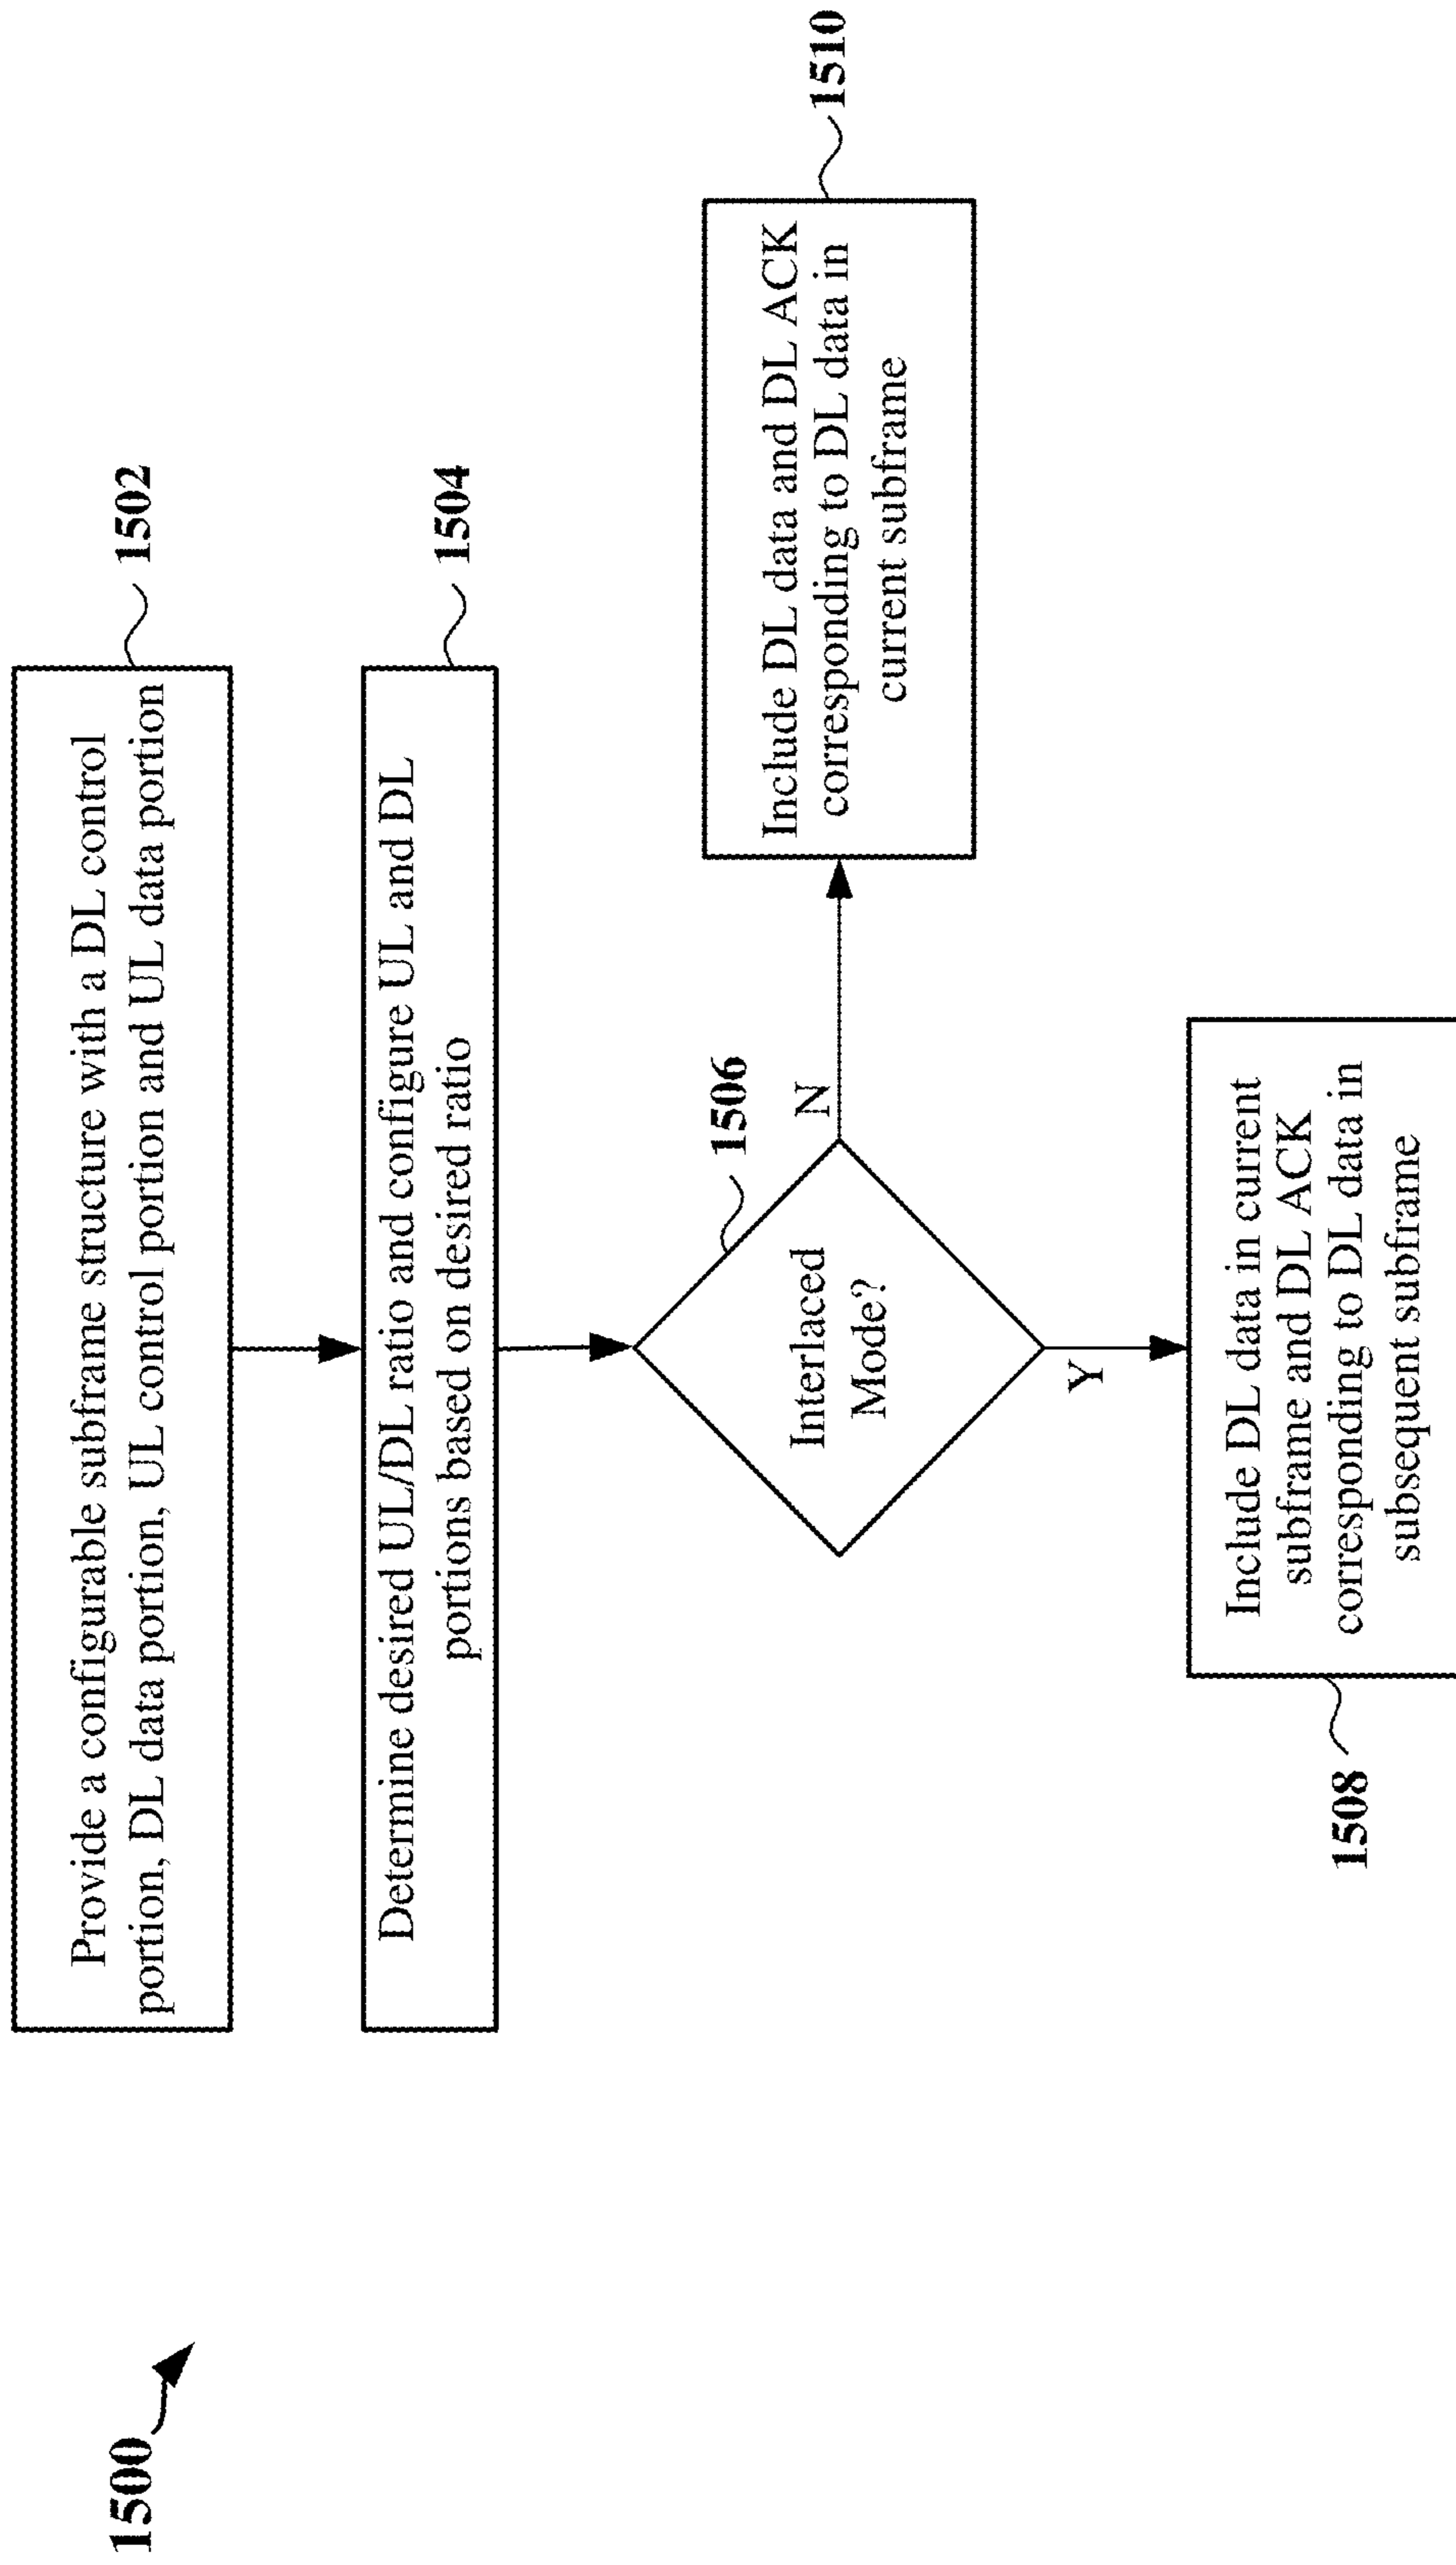 1500
Provide a configurable subframe structure with a DL control
portion, DL data portion, UL control portion and UL data portion
1502
Determine desired UL/DL ratio and configure UL and DL
portions based on desired ratio
1504
Interlaced
Mode?
1506
N
Include DL data and DL ACK
corresponding to DL data in
current subframe
1510
Y
Include DL data in current
subframe and DL ACK
corresponding to DL data in
subsequent subframe
1508